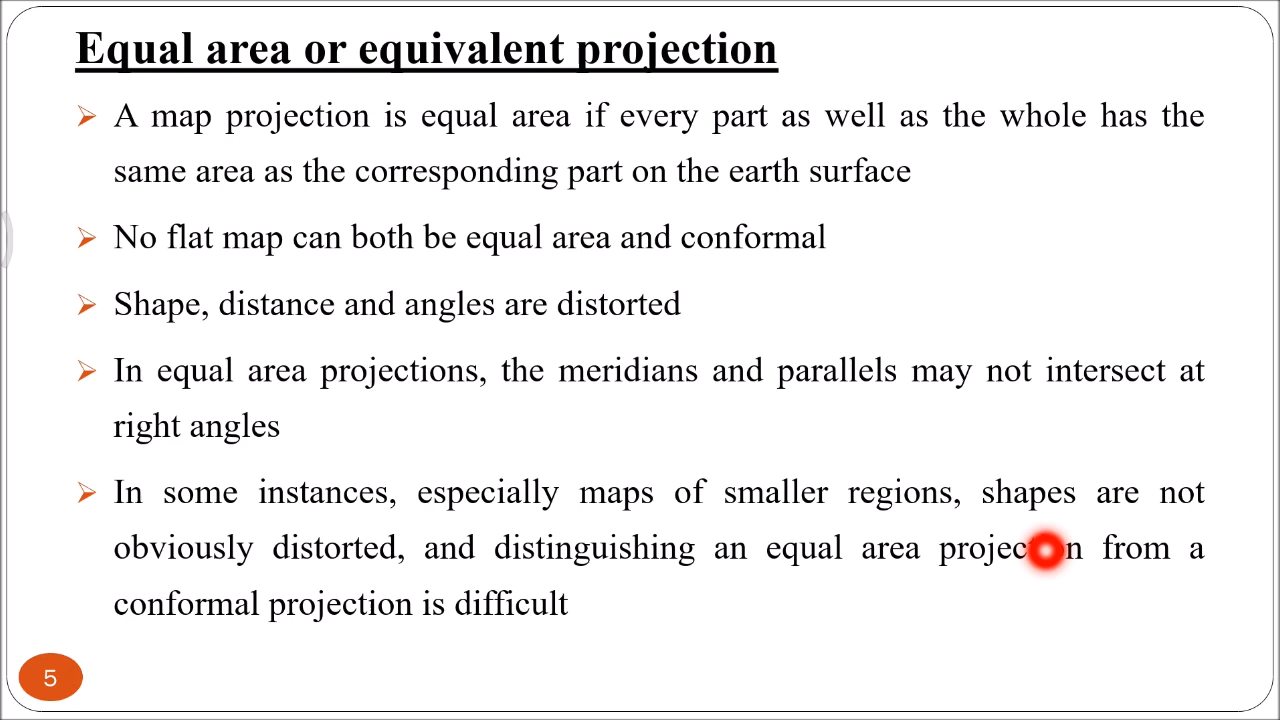 Equal area or equivalent projection
A map projection is equal area if every part as well as the whole has the
same area as the corresponding part on the earth surface
No flat map can both be equal area and conformal
Shape, distance and angles are distorted
In equal area projections, the meridians and parallels may not intersect at
right angles
In some instances, especially maps of smaller regions, shapes are not
obviously distorted, and distinguishing an equal area projection from a
conformal projection is difficult
5